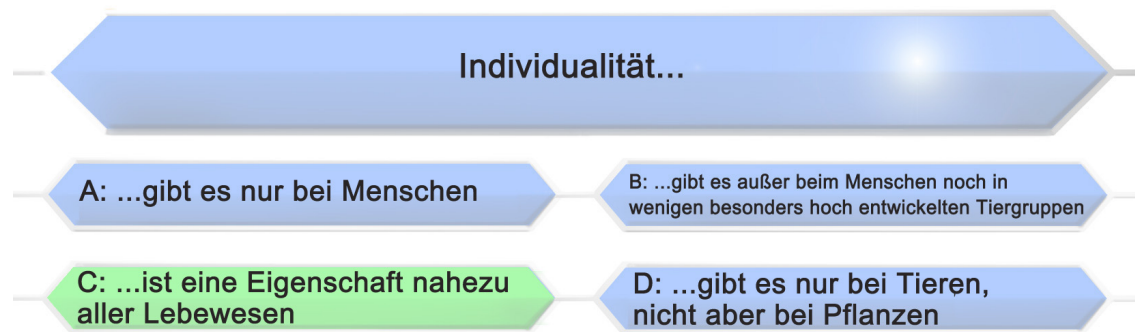 Individualität...
A: ...gibt es nur bei Menschen
B: ...gibt es außer beim Menschen noch in
wenigen besonders hoch entwickelten Tiergruppen
C: ...ist eine Eigenschaft nahezu
aller Lebewesen
D: ...gibt es nur bei Tieren,
nicht aber bei Pflanzen